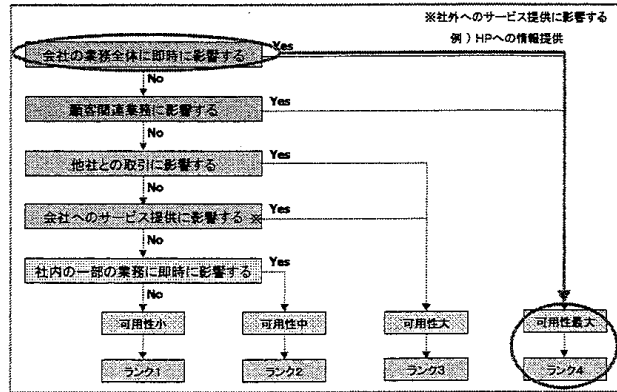 ※社外へのサービス提供に影響する
例）HPへの情報提供
会社の業務全体に即時に影響する
Yes
No
顧客関連業務に影響する
Yes
No
他社との取引に影響する
Yes
No
会社へのサービス提供に影響する ※
Yes
No
社内の一部の業務に即時に影響する
Yes
No
可用性小
可用性中
可用性大
可用性最大
ランク1
ランク2
ランク3
ランク4